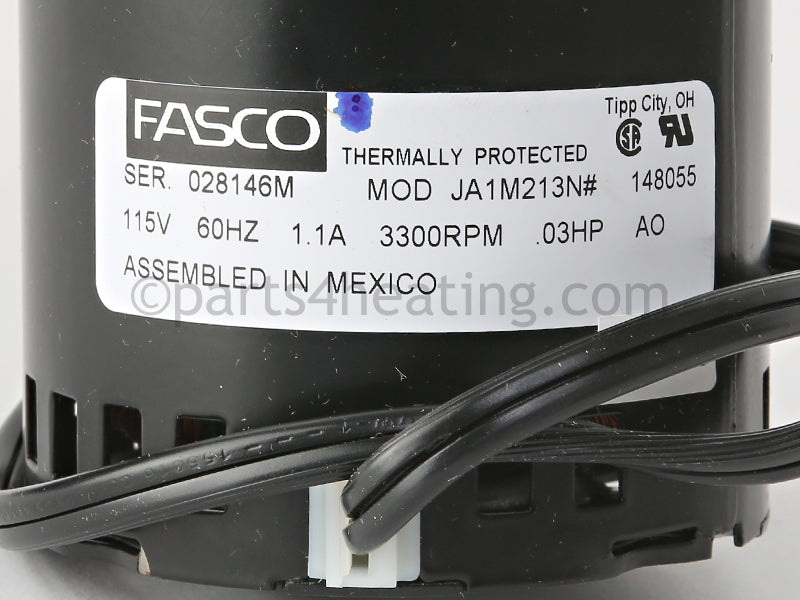 FASCO
Tipp City, OH
THERMALLY PROTECTED
SER. 028146M MOD JA1M213N# 148055
115V 60HZ 1.1A 3300RPM .03HP AO
ASSEMBLED IN MEXICO
©parts4heating.com